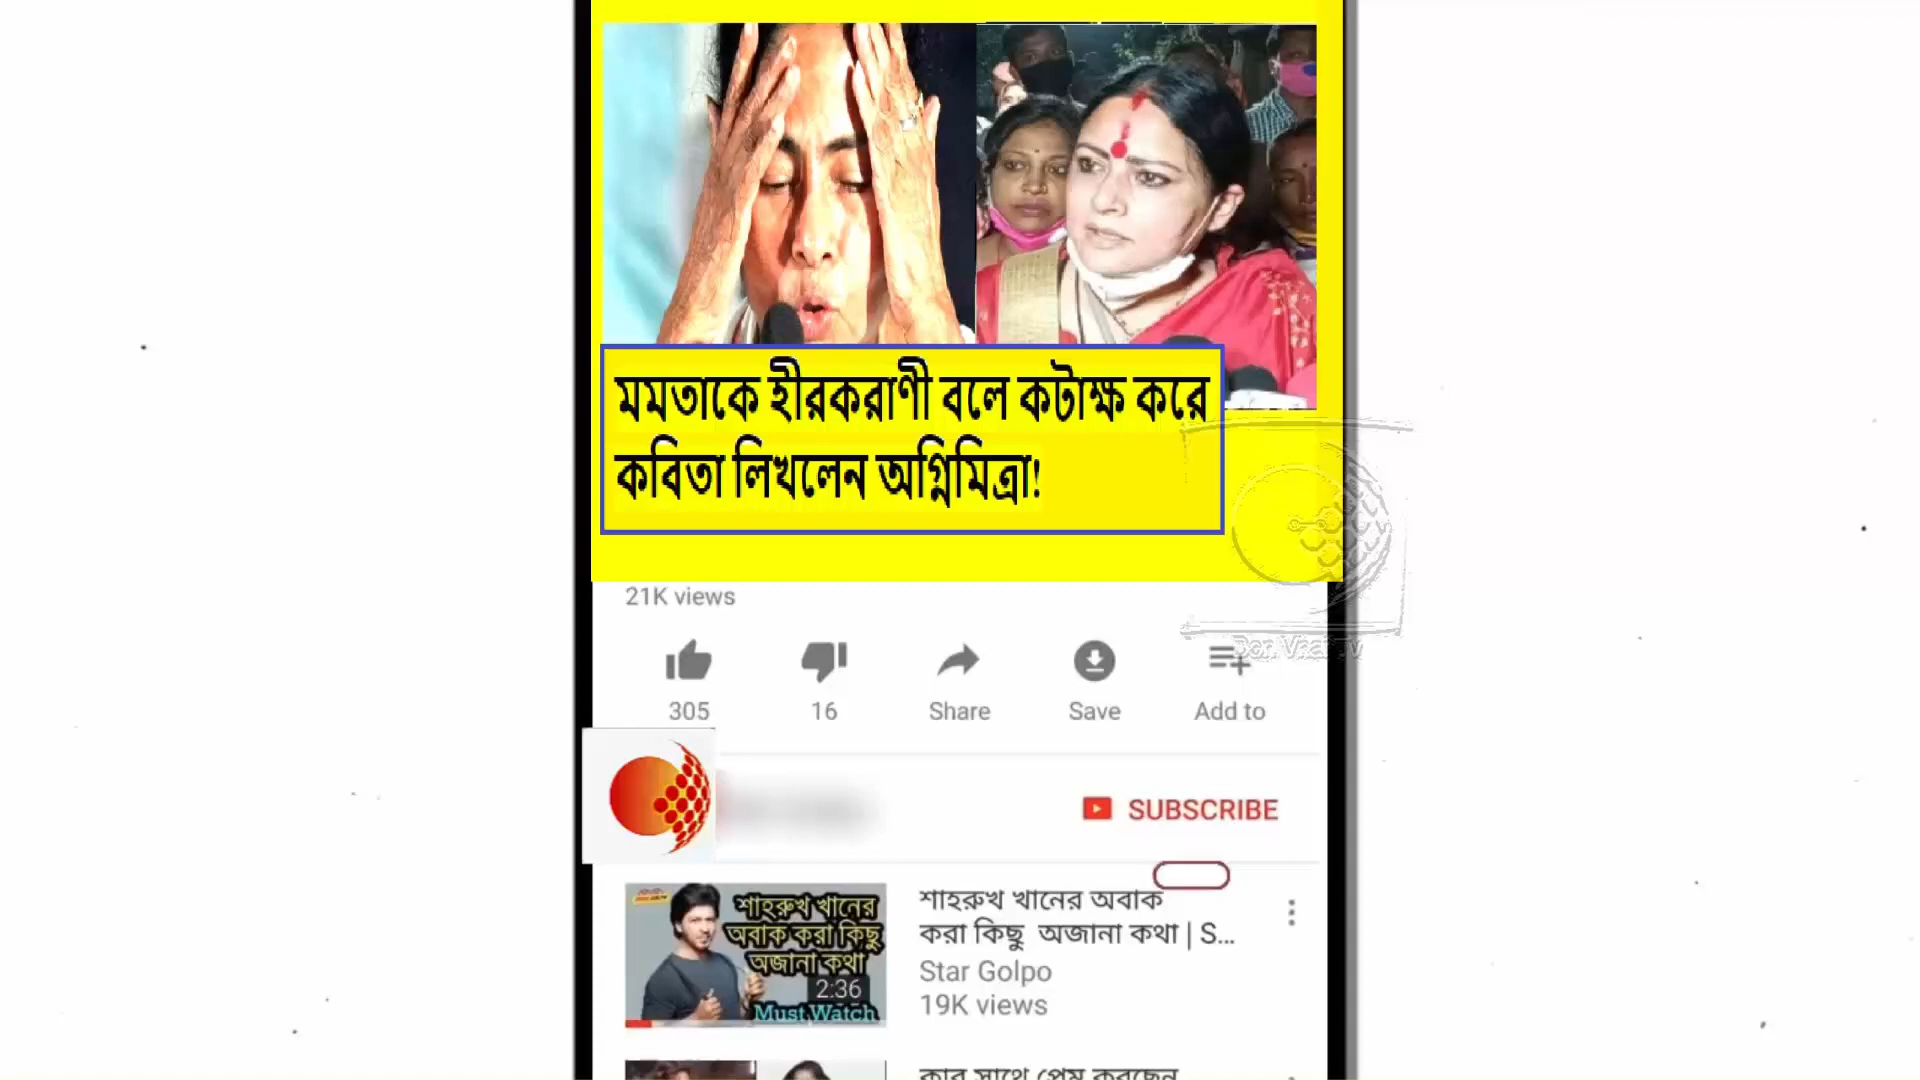 মমতাকে হীরকরাণী বলে কটাক্ষ করে
কবিতা লিখলেন অগ্নিমিত্রা!
21K views
305
16
Share
Save
Add to
SUBSCRIBE
শাহরুখ খানের
অবাক করা কিছু
অজানা কথা
2:36
Must Watch
শাহরুখ খানের অবাক
করা কিছু অজানা কথা | S...
Star Golpo
19K views
কার সাথে প্রেম করছেন